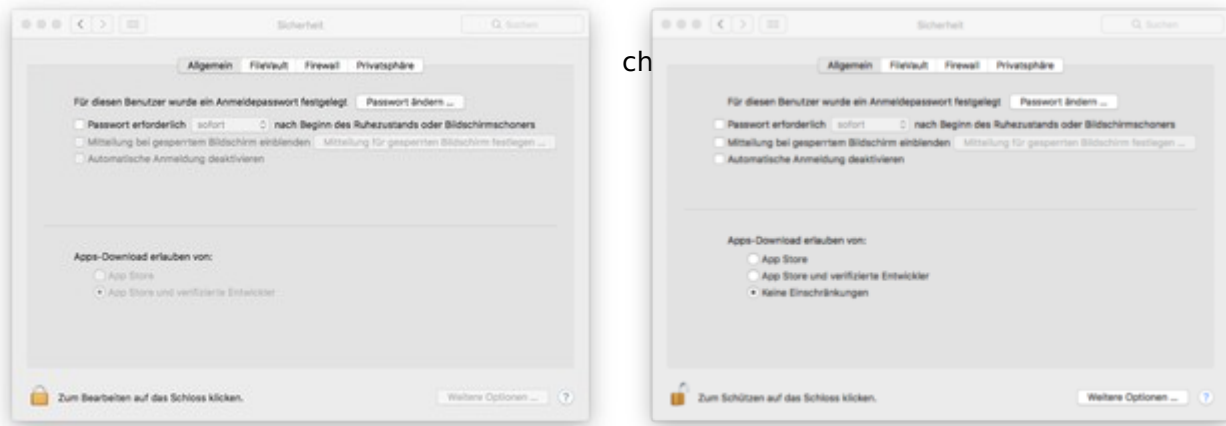 Sicherheit
Suchen
Allgemein FileVault Firewall Privatsphäre
Für diesen Benutzer wurde ein Anmeldepasswort festgelegt Passwort ändern ...
Passwort erforderlich sofort nach Beginn des Ruhezustands oder Bildschirmschoners
Mitteilung bei gesperrtem Bildschirm einblenden Mitteilung für gesperrten Bildschirm festlegen ...
Automatische Anmeldung deaktivieren
Apps-Download erlauben von:
App Store
App Store und verifizierte Entwickler
Zum Bearbeiten auf das Schloss klicken.
Weitere Optionen ... ?
ch
Sicherheit
Suchen
Allgemein FileVault Firewall Privatsphäre
Für diesen Benutzer wurde ein Anmeldepasswort festgelegt Passwort ändern ...
Passwort erforderlich sofort nach Beginn des Ruhezustands oder Bildschirmschoners
Mitteilung bei gesperrtem Bildschirm einblenden Mitteilung für gesperrten Bildschirm festlegen ...
Automatische Anmeldung deaktivieren
Apps-Download erlauben von:
App Store
App Store und verifizierte Entwickler
Keine Einschränkungen
Zum Schützen auf das Schloss klicken.
Weitere Optionen ... ?